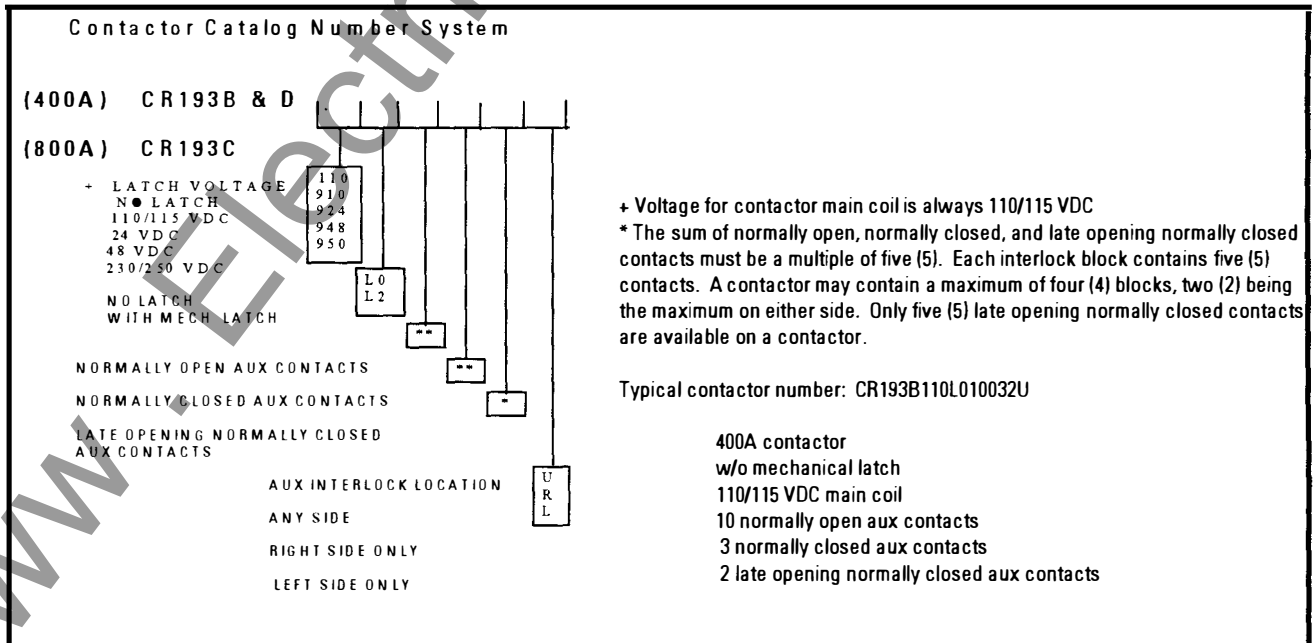 Contactor Catalog Number System
(400A) CR193B & D
(800A) CR193C
+ LATCH VOLTAGE
NO LATCH
110/115 VDC
24 VDC
48 VDC
230/250 VDC
110
910
924
948
950
NO LATCH
WITH MECH LATCH
L0
L2
**
NORMALLY OPEN AUX CONTACTS
**
NORMALLY CLOSED AUX CONTACTS
*
LATE OPENING NORMALLY CLOSED
AUX CONTACTS
AUX INTERLOCK LOCATION
ANY SIDE
RIGHT SIDE ONLY
LEFT SIDE ONLY
U
R
L
+ Voltage for contactor main coil is always 110/115 VDC
* The sum of normally open, normally closed, and late opening normally closed
contacts must be a multiple of five (5). Each interlock block contains five (5)
contacts. A contactor may contain a maximum of four (4) blocks, two (2) being
the maximum on either side. Only five (5) late opening normally closed contacts
are available on a contactor.
Typical contactor number: CR193B110L010032U
400A contactor
w/o mechanical latch
110/115 VDC main coil
10 normally open aux contacts
3 normally closed aux contacts
2 late opening normally closed aux contacts
www.Electr